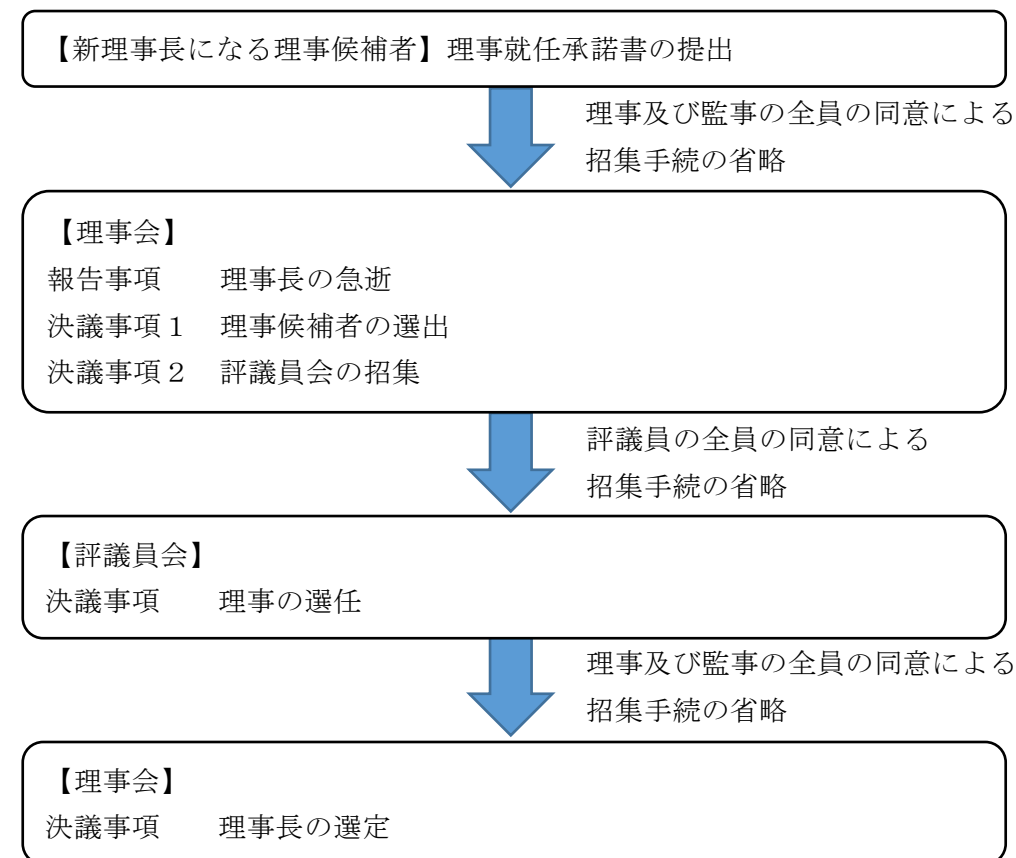 【新理事長になる理事候補者】理事就任承諾書の提出
理事及び監事の全員の同意による
招集手続の省略
【理事会】
報告事項　　理事長の急逝
決議事項１　理事候補者の選出
決議事項２　評議員会の招集
評議員の全員の同意による
招集手続の省略
【評議員会】
決議事項　　理事の選任
理事及び監事の全員の同意による
招集手続の省略
【理事会】
決議事項　　理事長の選定